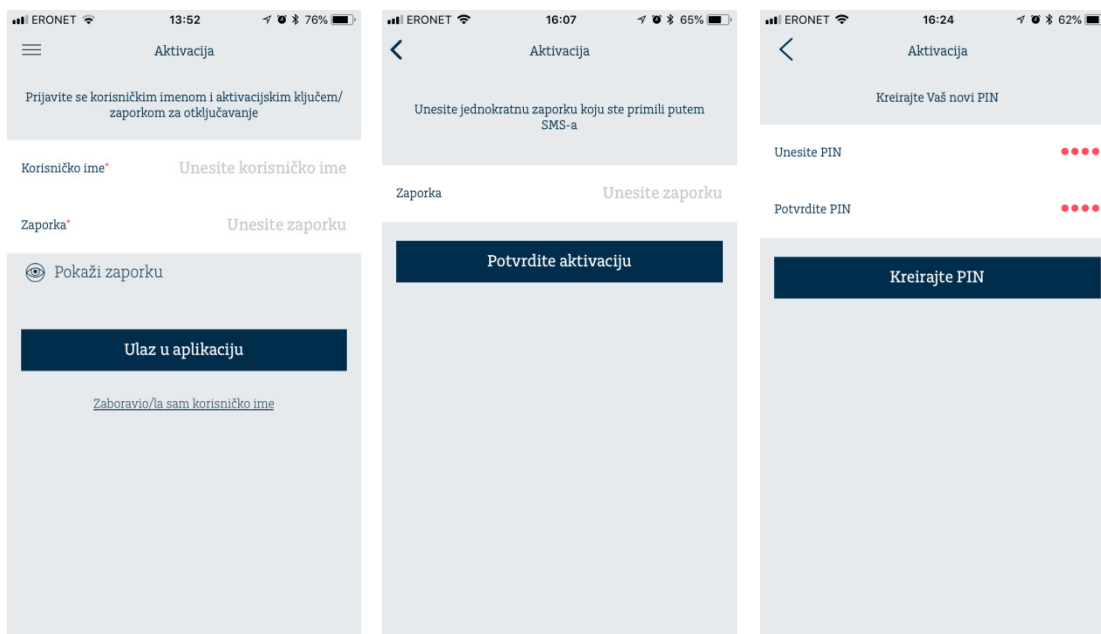 ERONET 13:52 76%
Aktivacija
Prijavite se korisničkim imenom i aktivacijskim ključem/
zaporkom za otključavanje
Korisničko ime* Unesite korisničko ime
Zaporka* Unesite zaporku
Pokaži zaporku
Ulaz u aplikaciju
Zaboravio/la sam korisničko ime
ERONET 16:07 65%
Aktivacija
Unesite jednokratnu zaporku koju ste primili putem
SMS-a
Zaporka Unesite zaporku
Potvrdite aktivaciju
ERONET 16:24 62%
Aktivacija
Kreirajte Vaš novi PIN
Unesite PIN
Potvrdite PIN
Kreirajte PIN